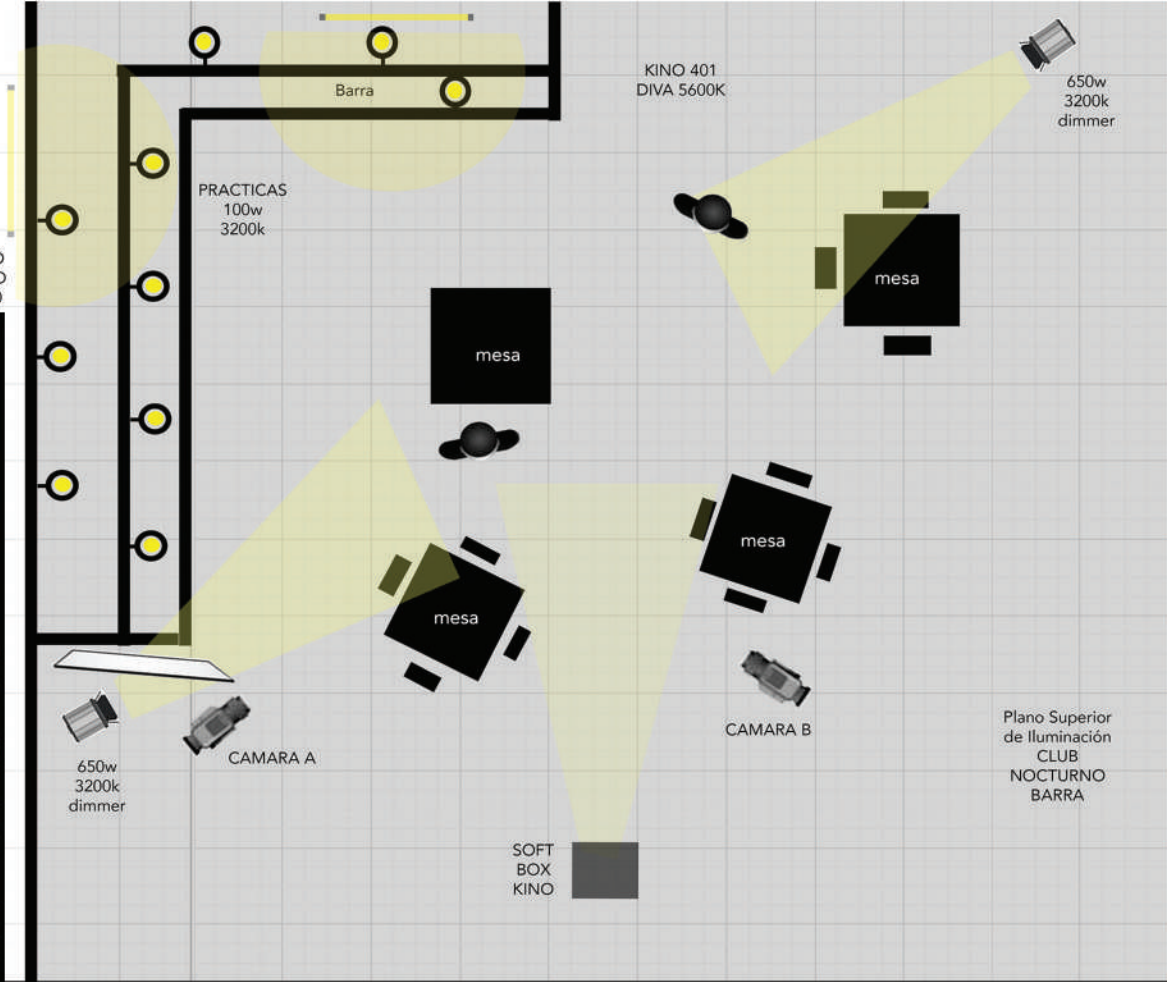 Barra
KINO 401
DIVA 5600K
650w
3200k
dimmer
PRACTICAS
100w
3200k
mesa
mesa
mesa
mesa
CAMARA A
CAMARA B
650w
3200k
dimmer
Plano Superior
de Iluminación
CLUB
NOCTURNO
BARRA
SOFT
BOX
KINO